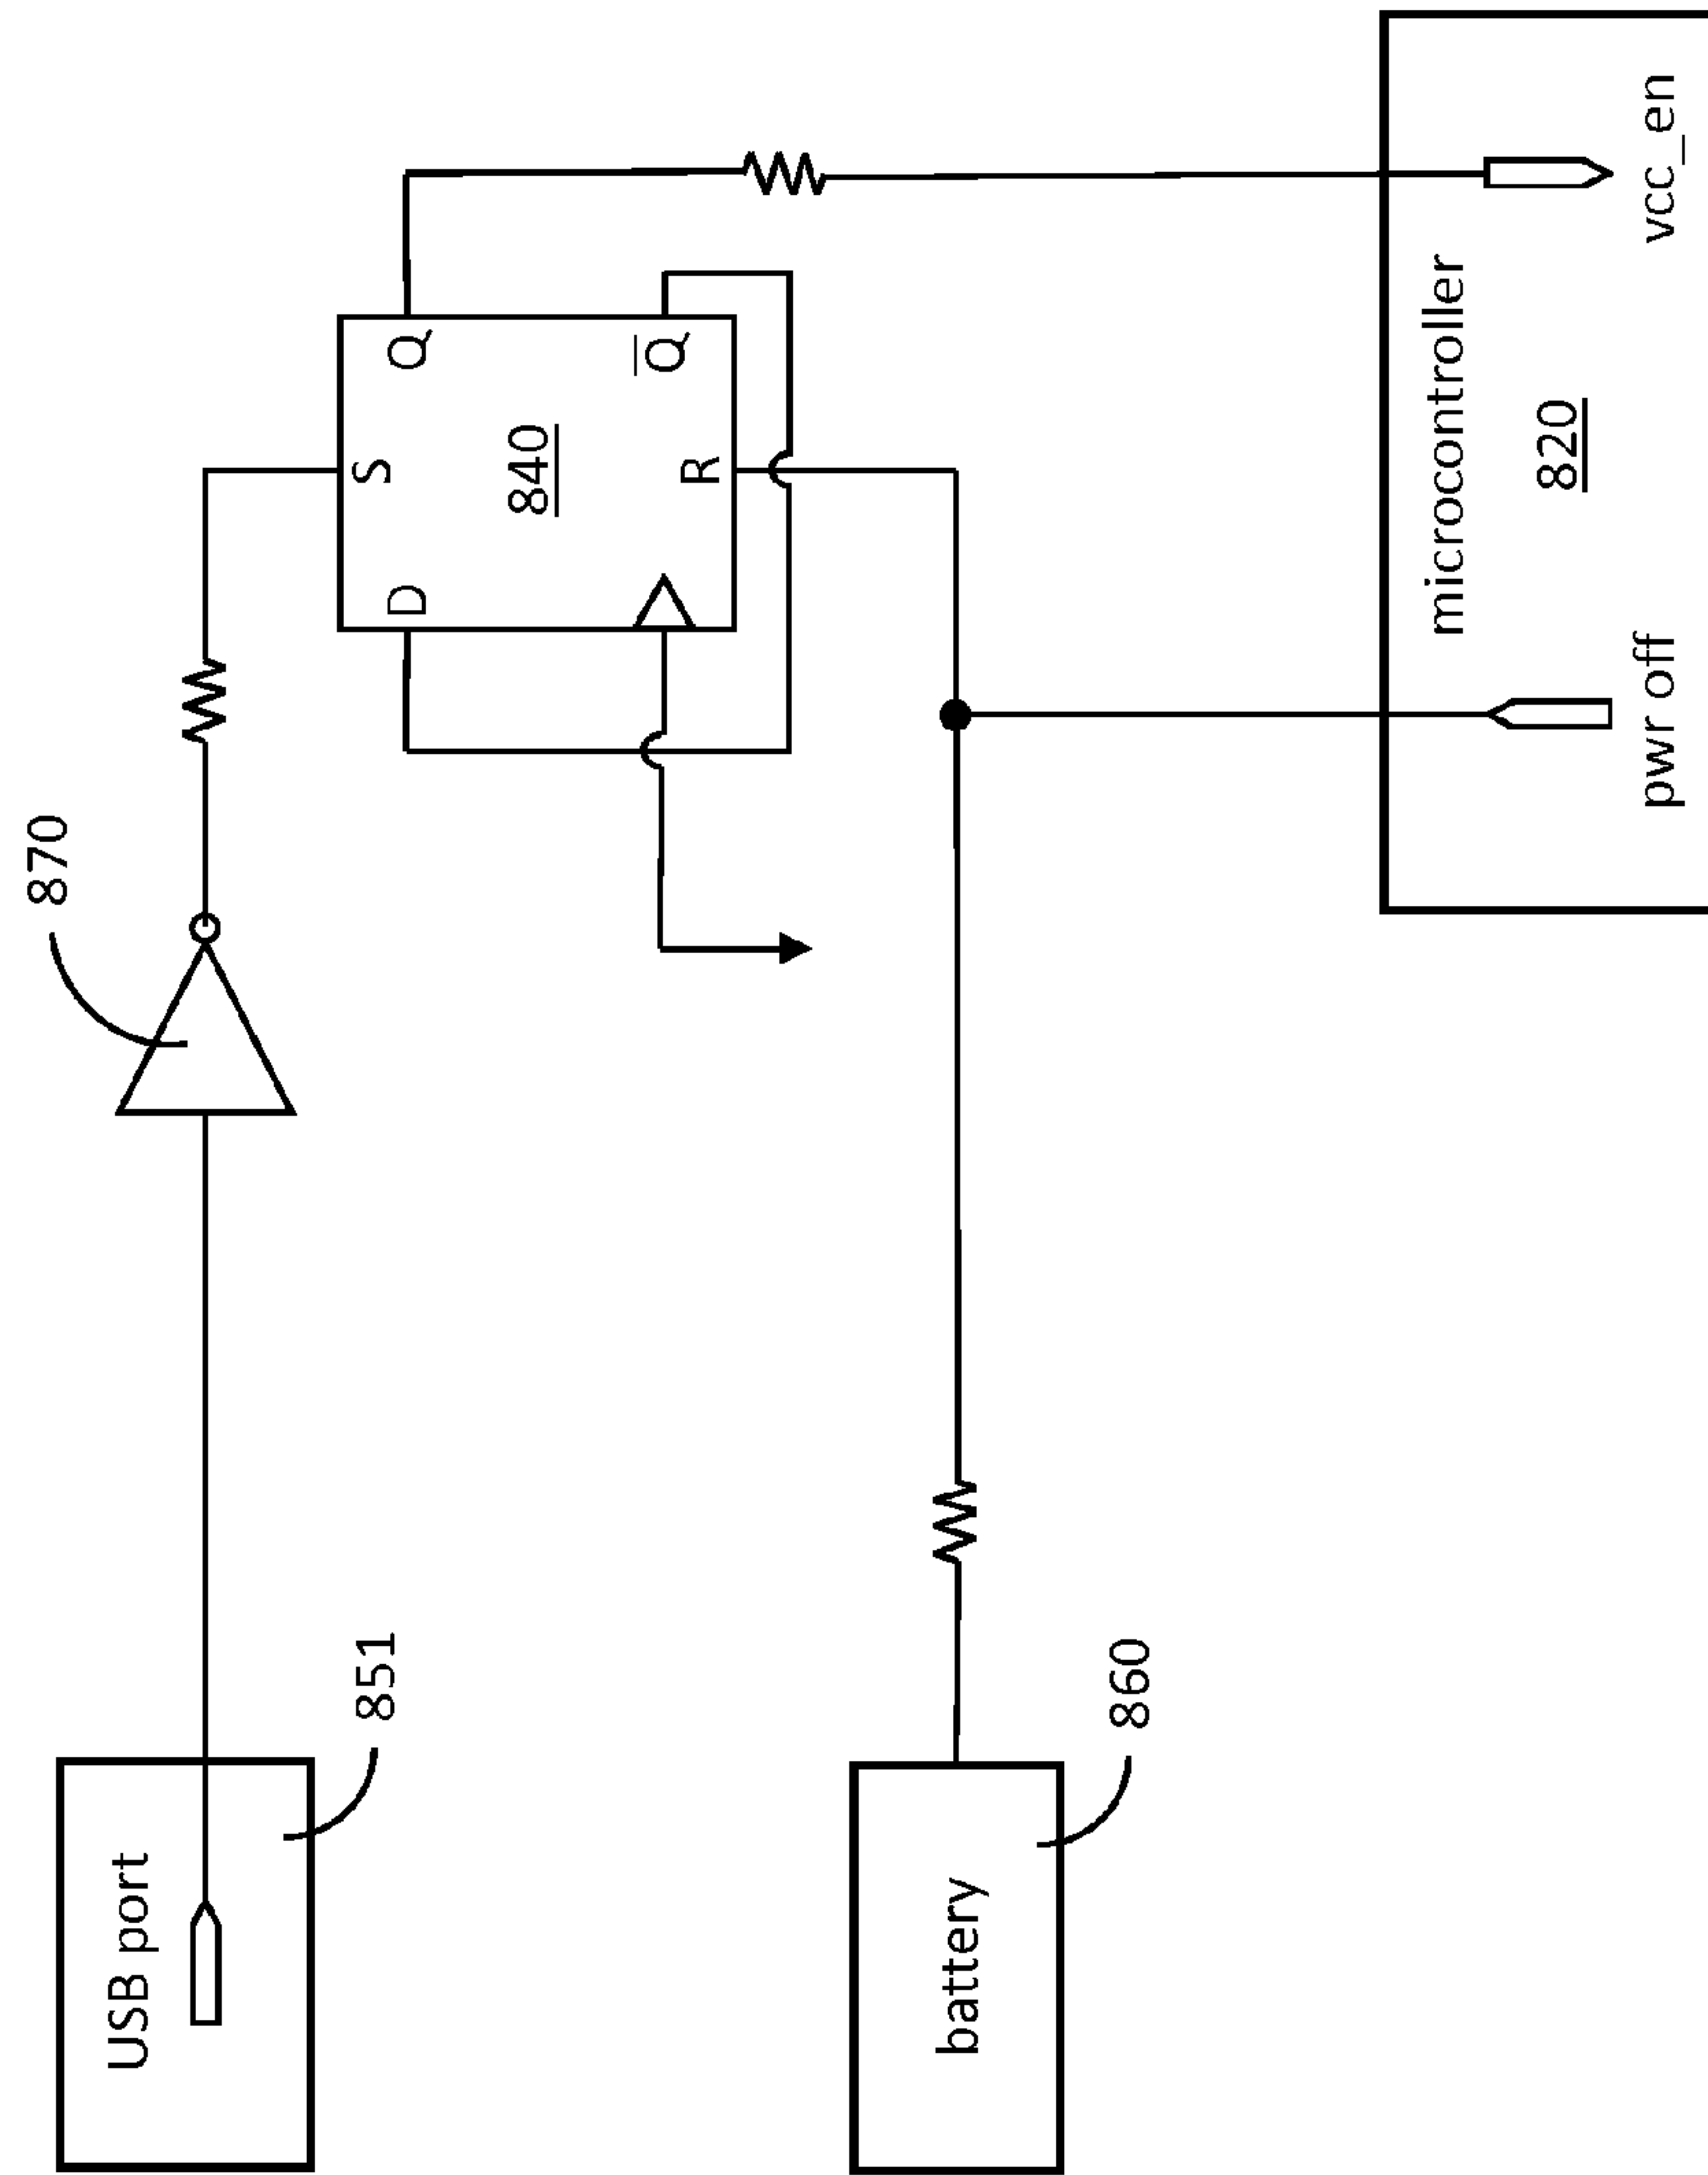 USB port
851
870
S
D
Q
840
Q
R
battery
860
microcontroller
820
pwr off
vcc_en